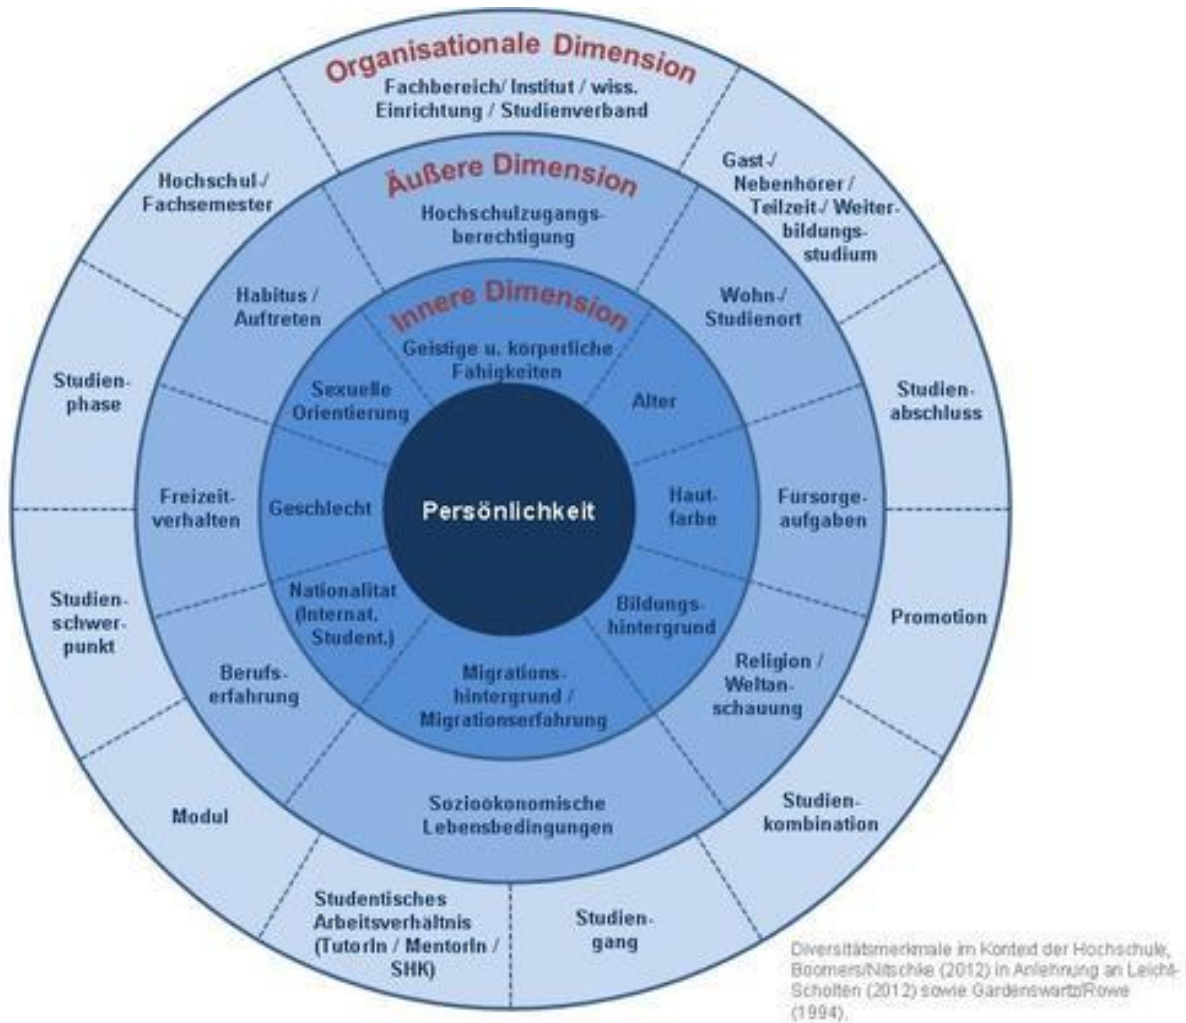 Organisationale Dimension
Fachbereich/ Institut / wiss.
Einrichtung / Studienverband
Gast-/
Nebenhörer /
Teilzeit-/ Weiter-
bildungs-
studium
Studien-
abschluss
Promotion
Studien-
kombination
Studien-
gang
Studentisches
Arbeitsverhältnis
(TutorIn / MentorIn /
SHK)
Modul
Studien-
schwer-
punkt
Studien-
phase
Hochschul-/
Fachsemester
Äußere Dimension
Hochschulzugangs-
berechtigung
Wohn-/
Studienort
Fürsorge-
aufgaben
Religion /
Weltan-
schauung
Sozioökonomische
Lebensbedingungen
Berufs-
erfahrung
Freizeit-
verhalten
Habitus /
Auftreten
Innere Dimension
Geistige u. körperliche
Fähigkeiten
Alter
Haut-
farbe
Bildungs-
hintergrund
Migrations-
hintergrund /
Migrationserfahrung
Nationalität
(Internat.
Student.)
Geschlecht
Sexuelle
Orientierung
Persönlichkeit
Diversitätsmerkmale im Kontext der Hochschule,
Boomers/Nitschke (2012) in Anlehnung an Leicht-
Scholten (2012) sowie Gardenswartz/Rowe
(1994).